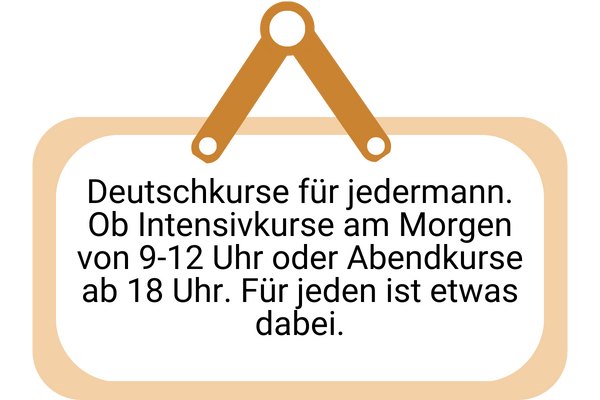 Deutschkurse für jedermann.
Ob Intensivkurse am Morgen
von 9-12 Uhr oder Abendkurse
ab 18 Uhr. Für jeden ist etwas
dabei.